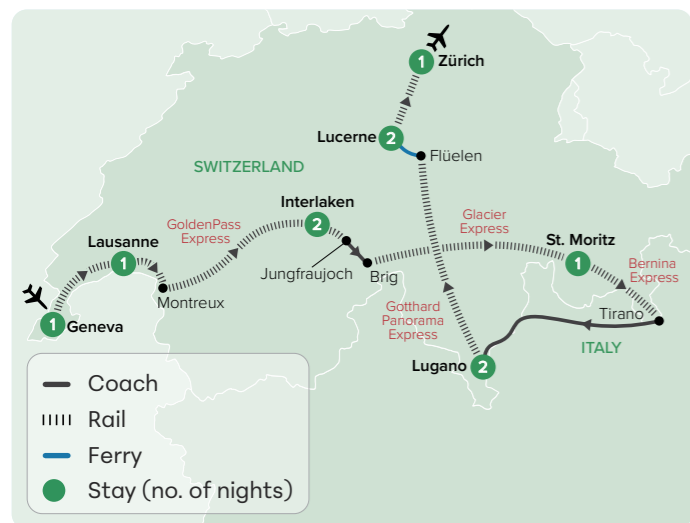 1
Zürich
Lucerne
2
Flüelen
SWITZERLAND
Interlaken
2
GoldenPass
Express
Glacier
Express
Lausanne
1
St. Moritz
1
Bernina
Express
Jungfraujoch
Brig
Montreux
Gotthard
Panorama
Express
Tirano
1
Geneva
ITALY
Lugano
2
Coach
Rail
Ferry
Stay (no. of nights)